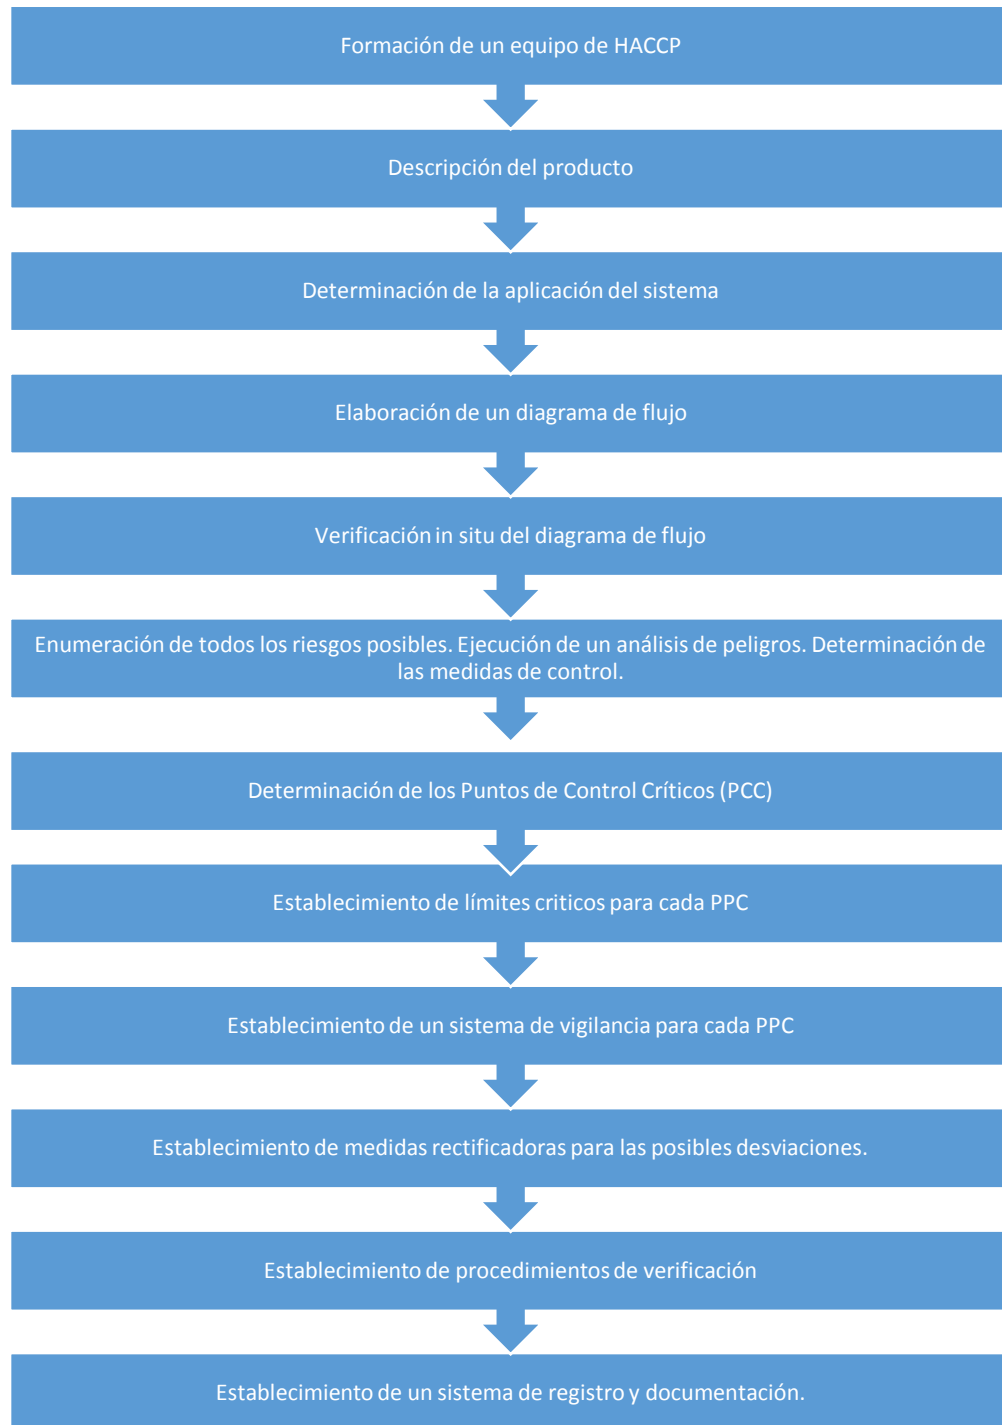 Formación de un equipo de HACCP
Descripción del producto
Determinación de la aplicación del sistema
Elaboración de un diagrama de flujo
Verificación in situ del diagrama de flujo
Enumeración de todos los riesgos posibles. Ejecución de un análisis de peligros. Determinación de
las medidas de control.
Determinación de los Puntos de Control Críticos (PCC)
Establecimiento de límites criticos para cada PPC
Establecimiento de un sistema de vigilancia para cada PPC
Establecimiento de medidas rectificadoras para las posibles desviaciones.
Establecimiento de procedimientos de verificación
Establecimiento de un sistema de registro y documentación.